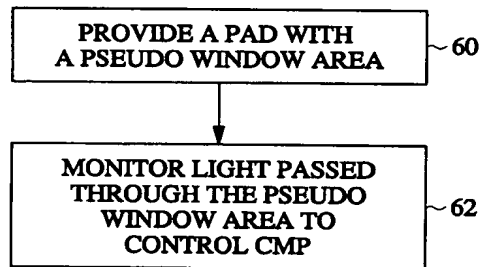 PROVIDE A PAD WITH
A PSEUDO WINDOW AREA
60
MONITOR LIGHT PASSED
THROUGH THE PSEUDO
WINDOW AREA TO
CONTROL CMP
62